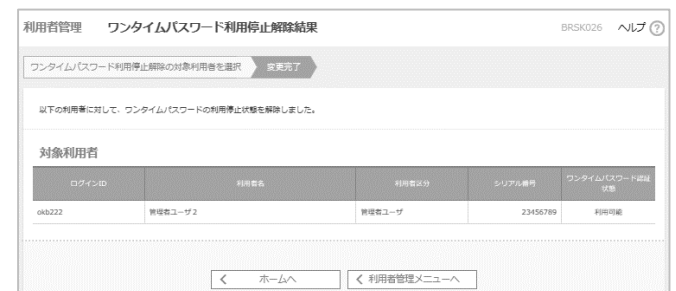 利用者管理 ワンタイムパスワード利用停止解除結果 BRSK026 ヘルプ ?
ワンタイムパスワード利用停止解除の対象利用者を選択 変更完了
以下の利用者に対して、ワンタイムパスワードの利用停止状態を解除しました。
対象利用者
ログインID 利用者名 利用者区分 シリアル番号 ワンタイムパスワード認証
状態
okb222 管理者ユーザ2 管理者ユーザ 23456789 利用可能
ホームへ 利用者管理メニューへ